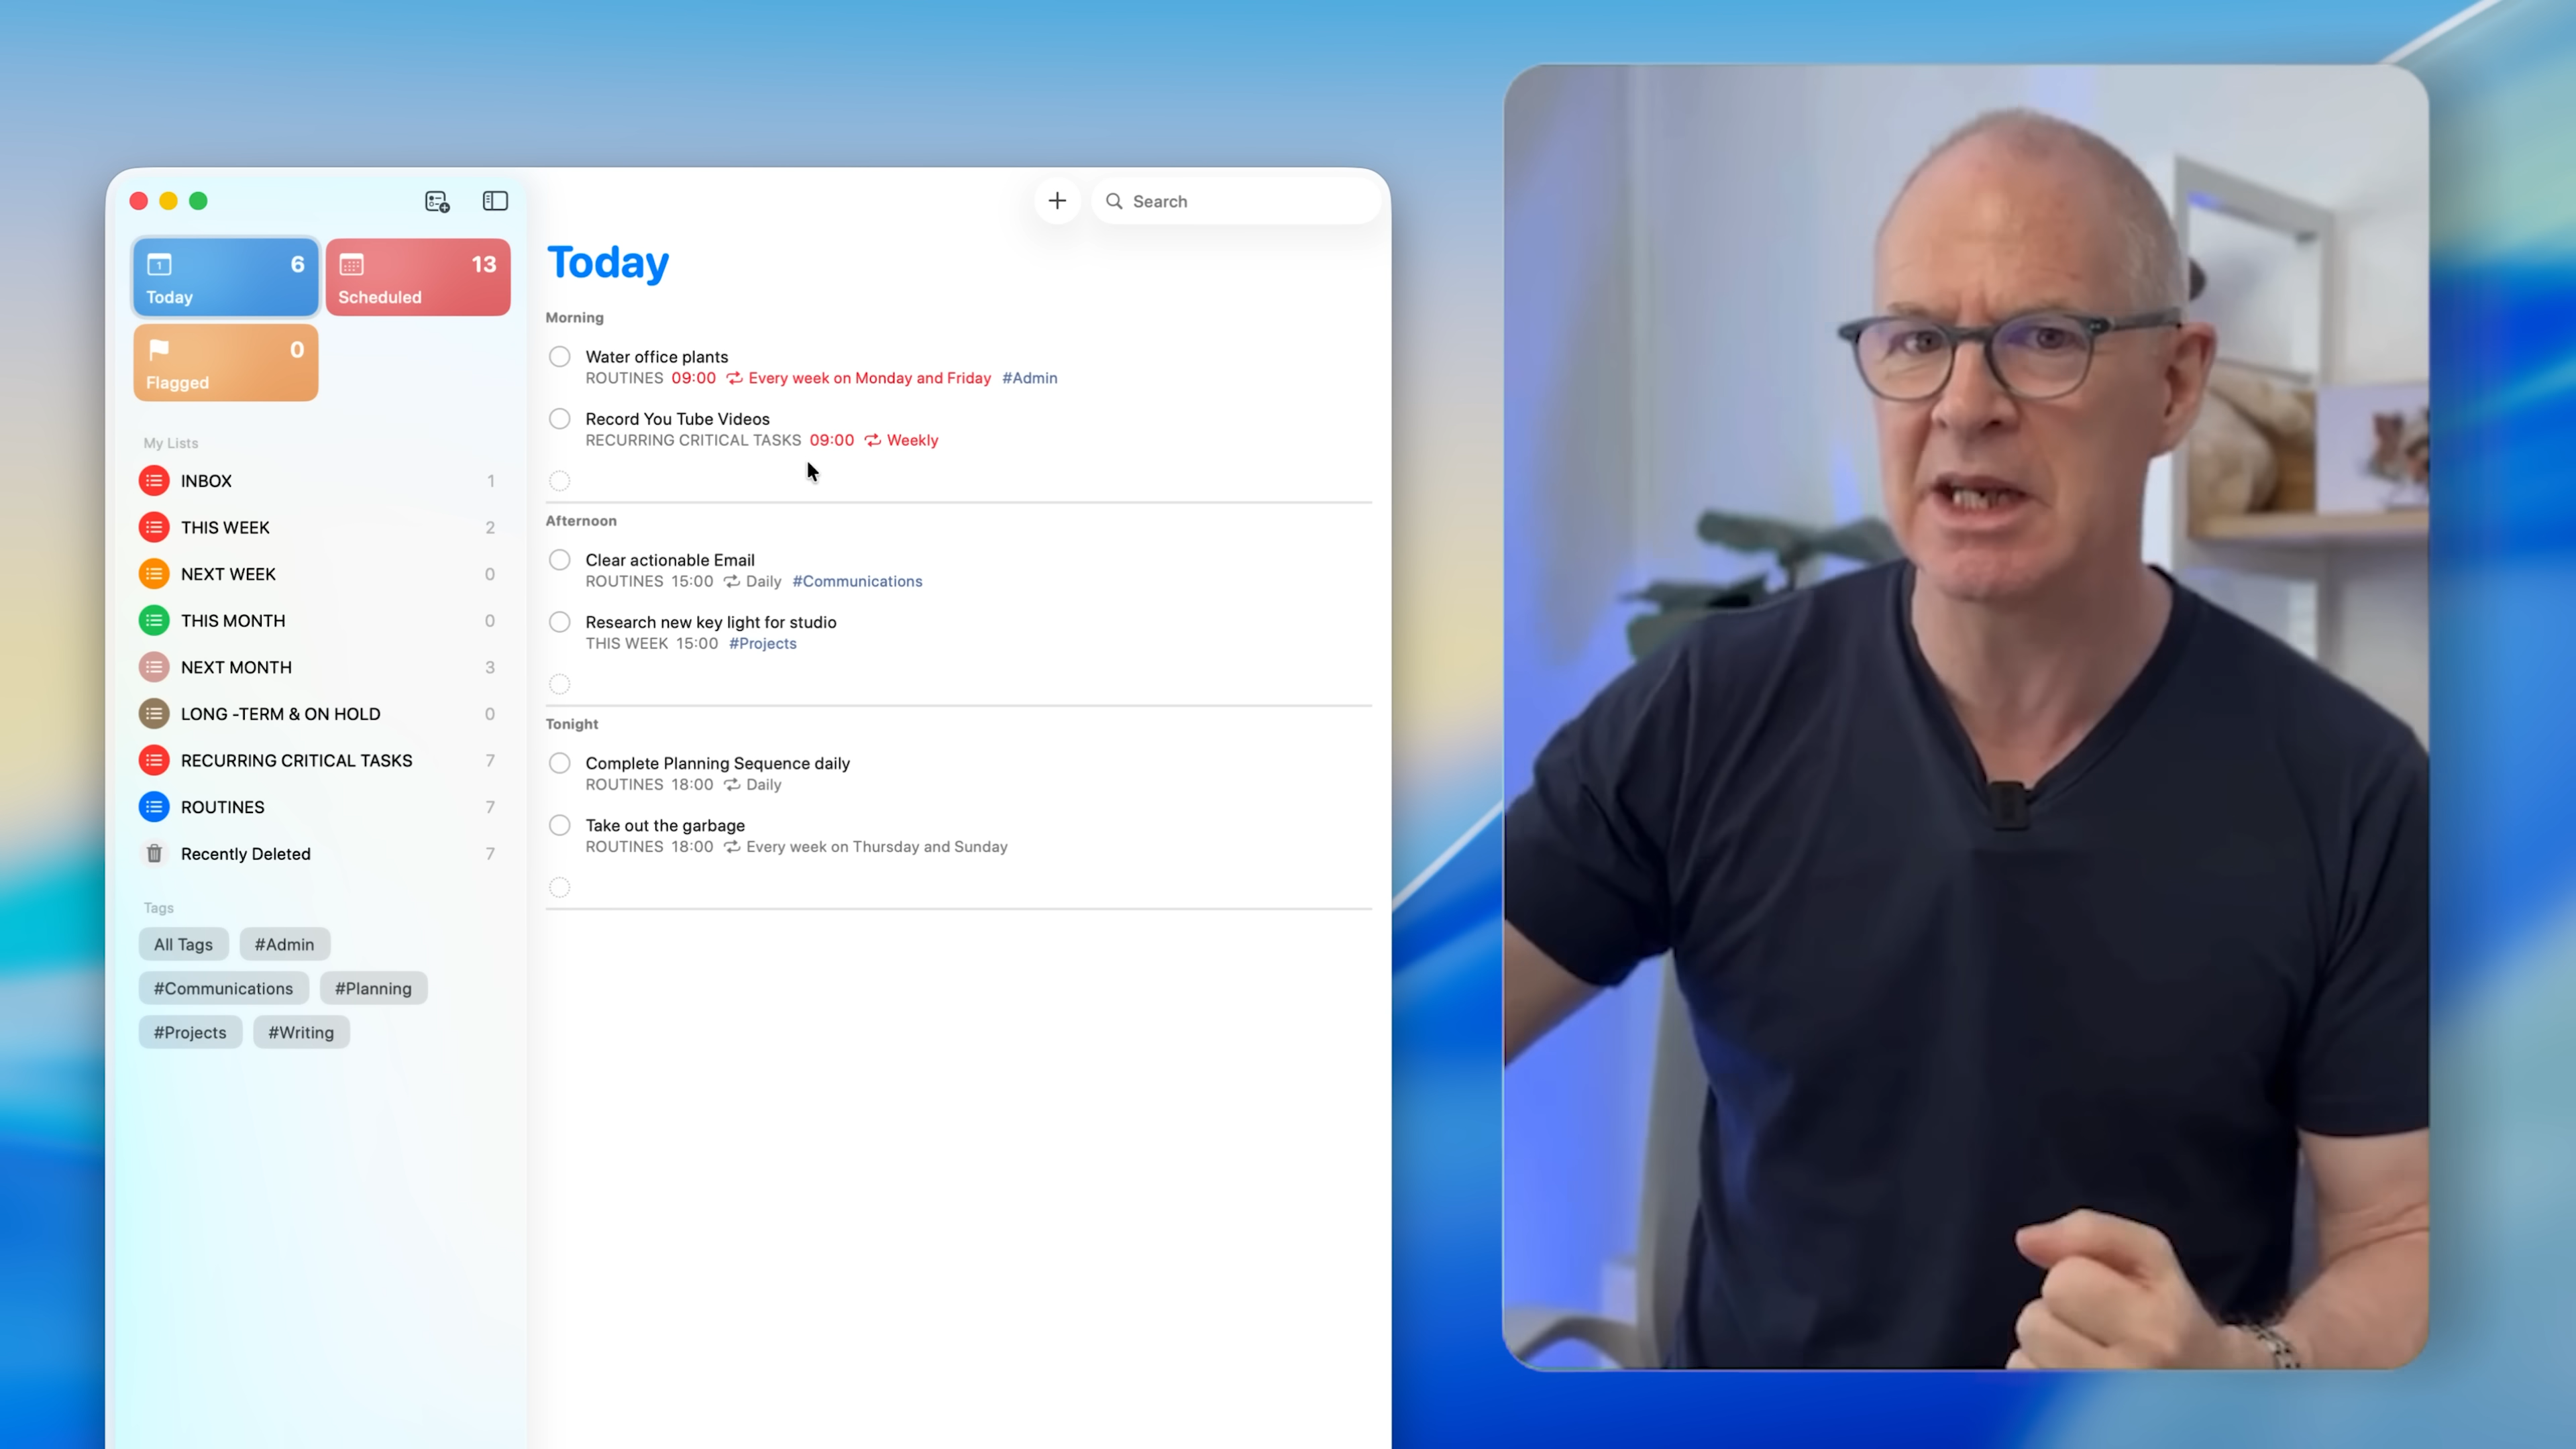 1
6
Today
13
Scheduled
0
Flagged
My Lists
INBOX 1
THIS WEEK 2
NEXT WEEK 0
THIS MONTH 0
NEXT MONTH 3
LONG -TERM & ON HOLD 0
RECURRING CRITICAL TASKS 7
ROUTINES 7
Recently Deleted 7
Tags
All Tags #Admin
#Communications #Planning
#Projects #Writing
Search
Today
Morning
Water office plants
ROUTINES 09:00 Every week on Monday and Friday #Admin
Record You Tube Videos
RECURRING CRITICAL TASKS 09:00 Weekly
Afternoon
Clear actionable Email
ROUTINES 15:00 Daily #Communications
Research new key light for studio
THIS WEEK 15:00 #Projects
Tonight
Complete Planning Sequence daily
ROUTINES 18:00 Daily
Take out the garbage
ROUTINES 18:00 Every week on Thursday and Sunday